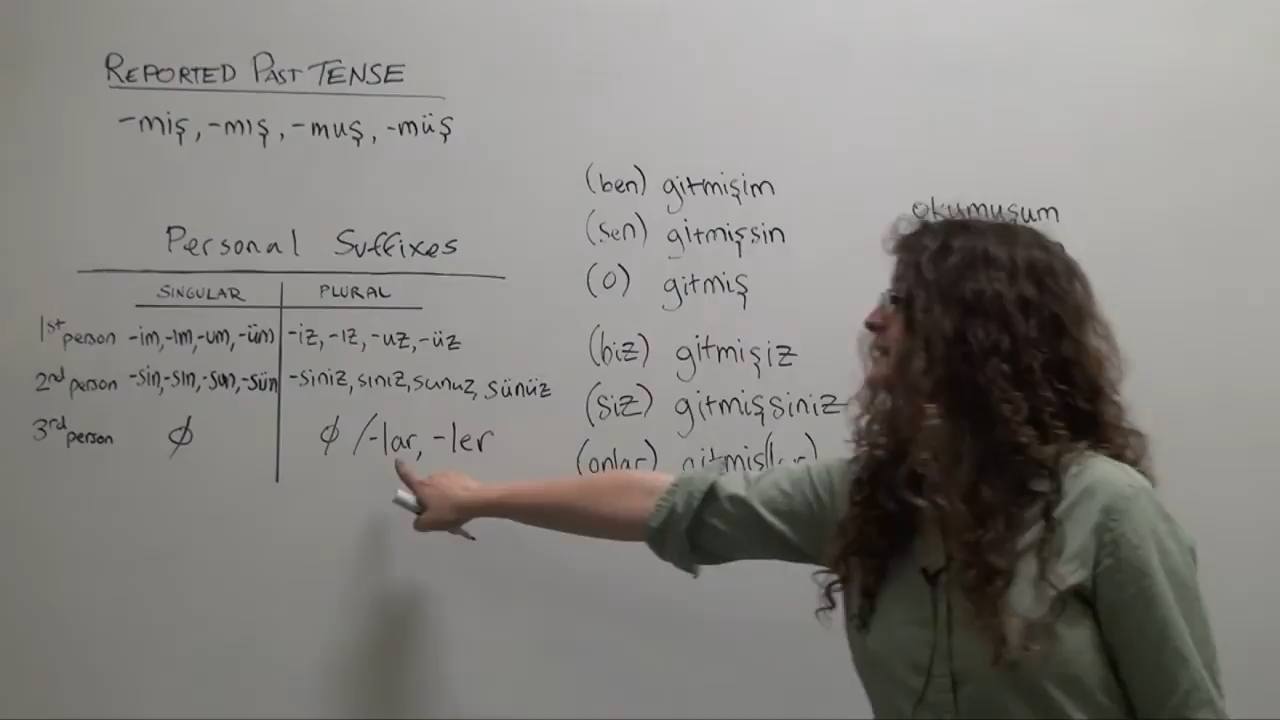 REPORTED PAST TENSE
-miş, -mış, -muş, -müş
Personal Suffixes
SINGULAR PLURAL
1st person -im, -ım, -um, -üm -iz, -ız, -uz, -üz
2nd person -sin, -sın, -sun, -sün -siniz, sınız, sunuz, sünüz
3rd person ∅ ∅ /-lar, -ler
(ben) gitmişim
(sen) gitmişsin
(o) gitmiş
(biz) gitmişiz
(siz) gitmişsiniz
(onlar)
okumuşum